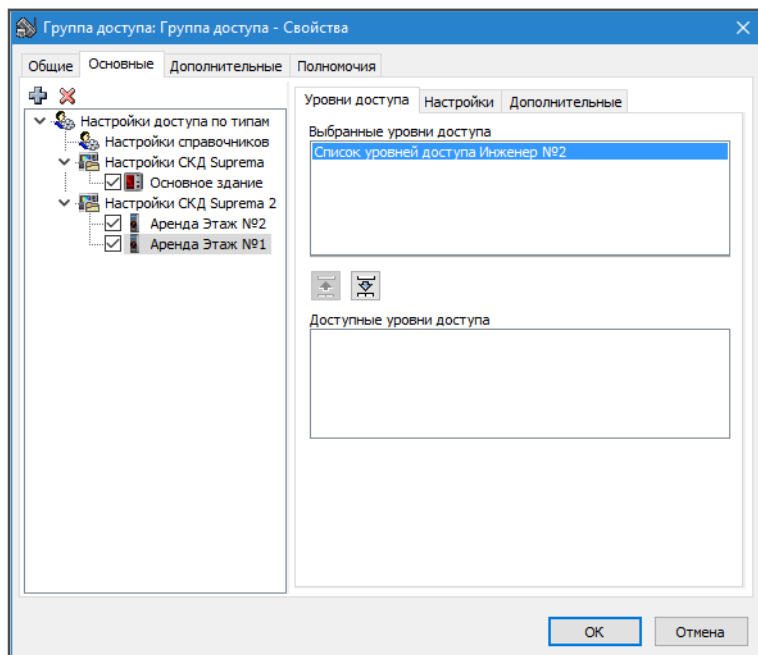 Группа доступа: Группа доступа - Свойства
Общие Основные Дополнительные Полномочия
Настройки доступа по типам
Настройки справочников
Настройки СКД Suprema
Основное здание
Настройки СКД Suprema 2
Аренда Этаж №2
Аренда Этаж №1
Уровни доступа Настройки Дополнительные
Выбранные уровни доступа
Список уровней доступа Инженер №2
Доступные уровни доступа
ОК Отмена